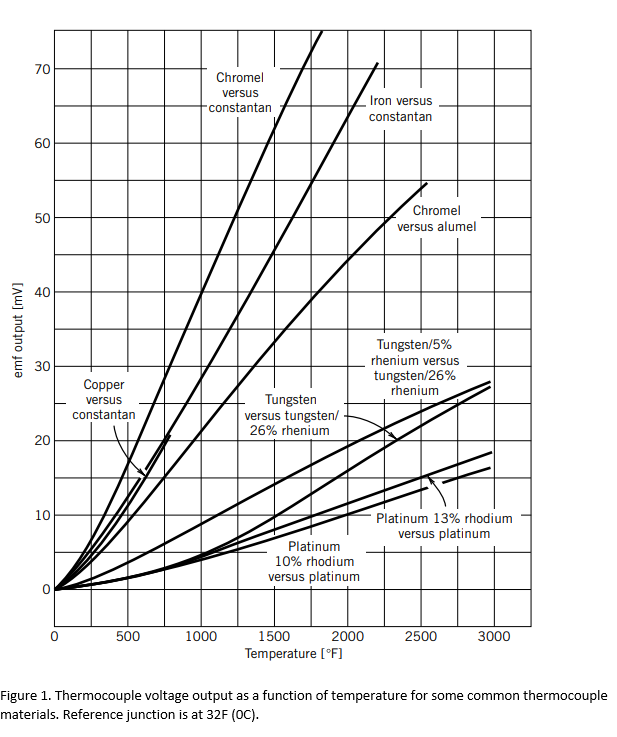 70
60
50
40
30
20
10
0
emf output [mV]
Chromel
versus
constantan
Iron versus
constantan
Chromel
versus alumel
Tungsten/5%
rhenium versus
tungsten/26%
rhenium
Copper
versus
constantan
Tungsten
versus tungsten/
26% rhenium
Platinum 13% rhodium
versus platinum
Platinum
10% rhodium
versus platinum
0 500 1000 1500 2000 2500 3000
Temperature [°F]
Figure 1. Thermocouple voltage output as a function of temperature for some common thermocouple
materials. Reference junction is at 32F (0C).